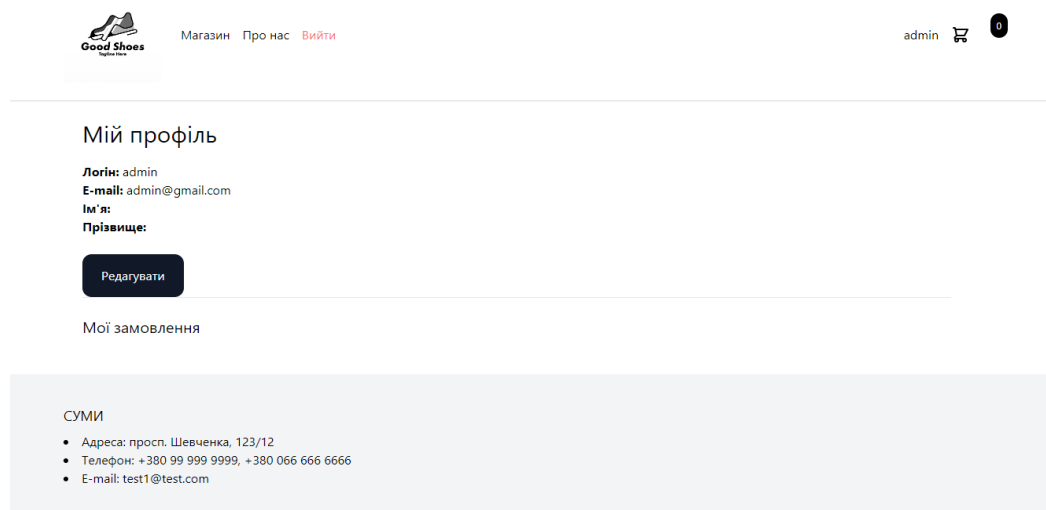 Good Shoes
Tagline Here
Магазин Про нас Вийти
admin
0
Мій профіль
Логін: admin
E-mail: admin@gmail.com
Ім'я:
Прізвище:
Редагувати
Мої замовлення
СУМИ
Адреса: просп. Шевченка, 123/12
Телефон: +380 99 999 9999, +380 066 666 6666
E-mail: test1@test.com